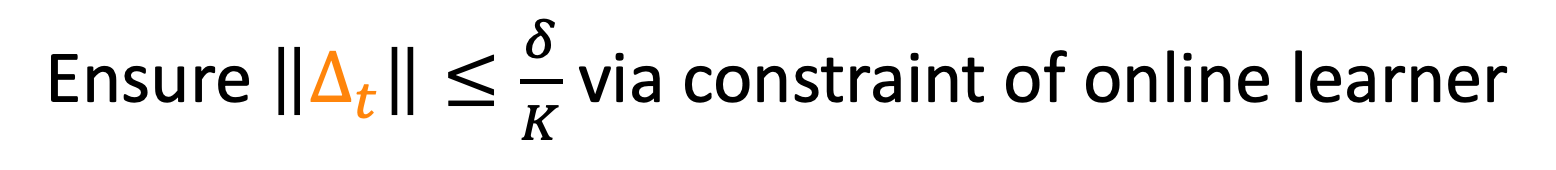 Ensure ‖Δ_t‖ ≤ δ/K via constraint of online learner